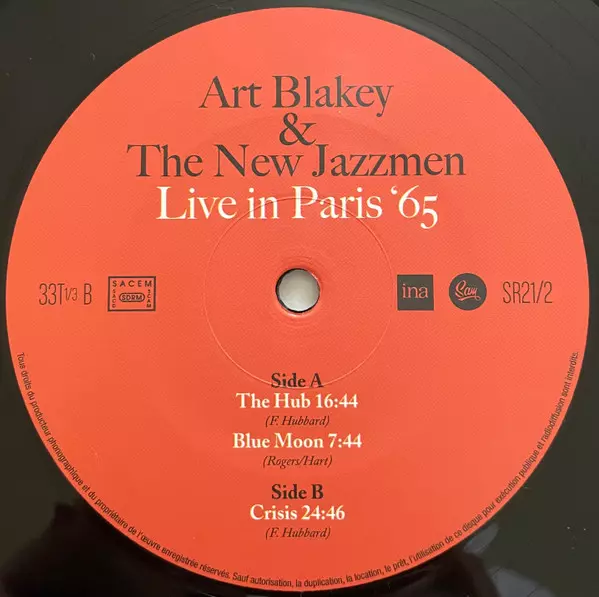 Art Blakey
&
The New Jazzmen
Live in Paris ‘65
33T1/3 B
SACEM
SACD SDRM SCAM
ina
Sam
SR21/2
Side A
The Hub 16:44
(F. Hubbard)
Blue Moon 7:44
(Rogers/Hart)
Side B
Crisis 24:46
(F. Hubbard)
Tous droits du producteur phonographique et du propriétaire de l’œuvre enregistrée réservés. Sauf autorisation, la duplication, la location, le prêt, l’utilisation de ce disque pour exécution publique et radiodiffusion sont interdits.